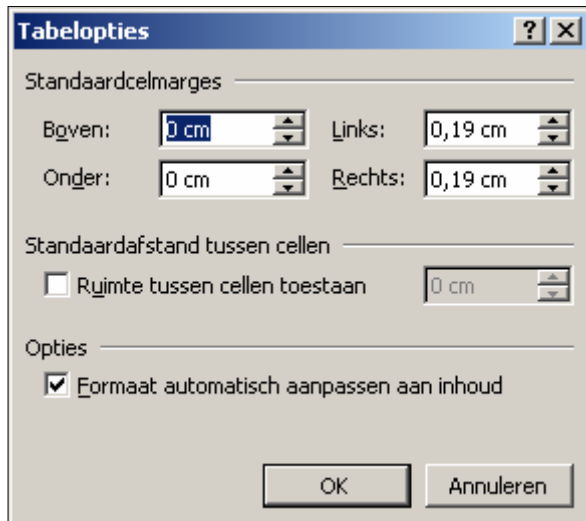 Tabelopties
Standaardcelmarges
Boven: 0 cm Links: 0,19 cm
Onder: 0 cm Rechts: 0,19 cm
Standaardafstand tussen cellen
Ruimte tussen cellen toestaan 0 cm
Opties
Formaat automatisch aanpassen aan inhoud
OK Annuleren